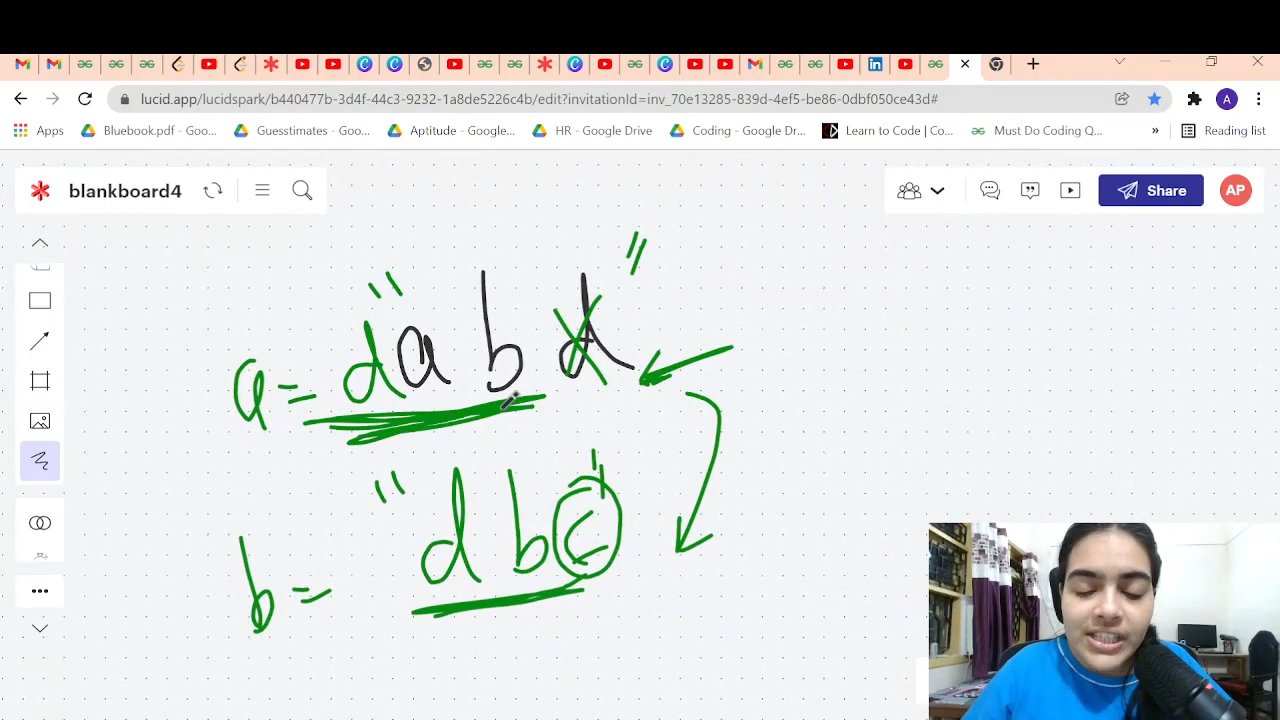 lucid.app/lucidspark/b440477b-3d4f-44c3-9232-1a8de5226c4b/edit?invitationId=inv_70e13285-839d-4ef5-be86-0dbf050ce43d#
A
Apps
Bluebook.pdf - Goo...
Guesstimates - Goo...
Aptitude - Google...
HR - Google Drive
Coding - Google Dr...
Learn to Code | Co...
Must Do Coding Q...
»
Reading list
blankboard4
Share
AP
a = "dabd"
b = "dbc"